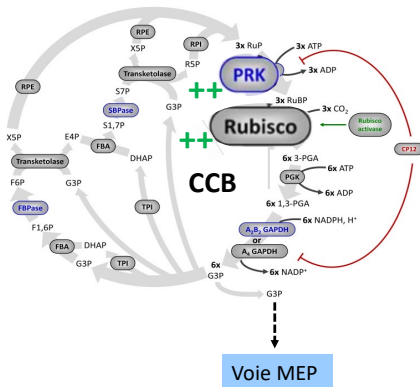 RPE
X5P
RPI
R5P
3x RuP
3x ATP
PRK
3x ADP
Transketolase
S7P
G3P
++
RPE
SBPase
S1,7P
3x RuBP
3x CO2
Rubisco
Rubisco
activase
++
CP12
X5P
E4P
FBA
DHAP
Transketolase
F6P
G3P
CCB
6x 3-PGA
6x ATP
PGK
6x ADP
6x 1,3-PGA
TPI
FBPase
F1,6P
6x NADPH, H+
A2B2 GAPDH
or
A4 GAPDH
FBA
DHAP
G3P
TPI
6x
G3P
6x NADP+
G3P
Voie MEP